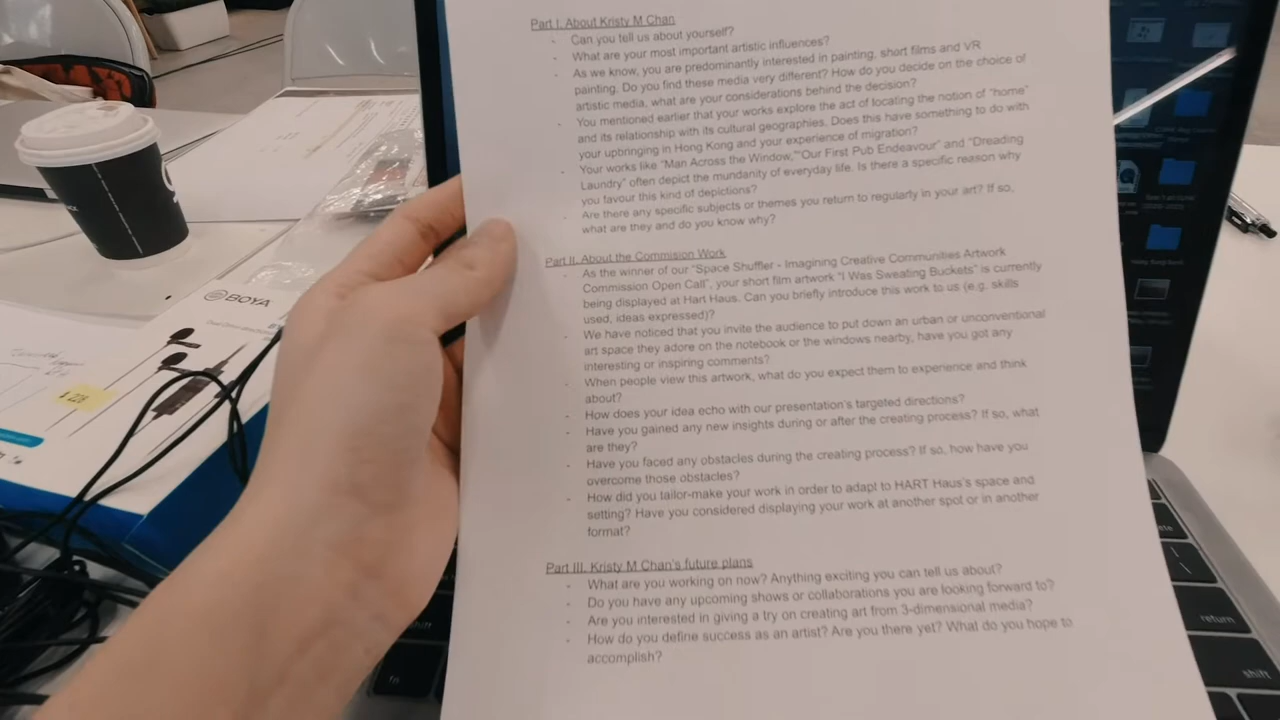 Part I. About Kristy M Chan
- Can you tell us about yourself?
- What are your most important artistic influences?
- As we know, you are predominantly interested in painting, short films and VR
painting. Do you find these media very different? How do you decide on the choice of
artistic media, what are your considerations behind the decision?
- You mentioned earlier that your works explore the act of locating the notion of “home”
and its relationship with its cultural geographies. Does this have something to do with
your upbringing in Hong Kong and your experience of migration?
- Your works like “Man Across the Window,”“Our First Pub Endeavour” and “Dreading
Laundry” often depict the mundanity of everyday life. Is there a specific reason why
you favour this kind of depictions?
- Are there any specific subjects or themes you return to regularly in your art? If so,
what are they and do you know why?
Part II. About the Commision Work
- As the winner of our “Space Shuffler - Imagining Creative Communities Artwork
Commission Open Call”, your short film artwork “I Was Sweating Buckets” is currently
being displayed at Hart Haus. Can you briefly introduce this work to us (e.g. skills
used, ideas expressed)?
- We have noticed that you invite the audience to put down an urban or unconventional
art space they adore on the notebook or the windows nearby, have you got any
interesting or inspiring comments?
- When people view this artwork, what do you expect them to experience and think
about?
- How does your idea echo with our presentation's targeted directions?
- Have you gained any new insights during or after the creating process? If so, what
are they?
- Have you faced any obstacles during the creating process? If so, how have you
overcome those obstacles?
- How did you tailor-make your work in order to adapt to HART Haus's space and
setting? Have you considered displaying your work at another spot or in another
format?
Part III. Kristy M Chan's future plans
- What are you working on now? Anything exciting you can tell us about?
- Do you have any upcoming shows or collaborations you are looking forward to?
- Are you interested in giving a try on creating art from 3-dimensional media?
- How do you define success as an artist? Are you there yet? What do you hope to
accomplish?
BOYA
fn
return
shift